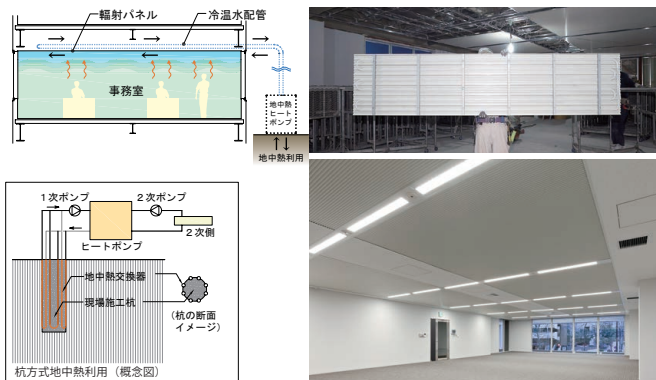 輻射パネル
冷温水配管
事務室
地中熱
ヒート
ポンプ
地中熱利用
1次ポンプ
2次ポンプ
2次側
ヒートポンプ
地中熱交換器
現場施工杭
(杭の断面
イメージ)
杭方式地中熱利用（概念図）